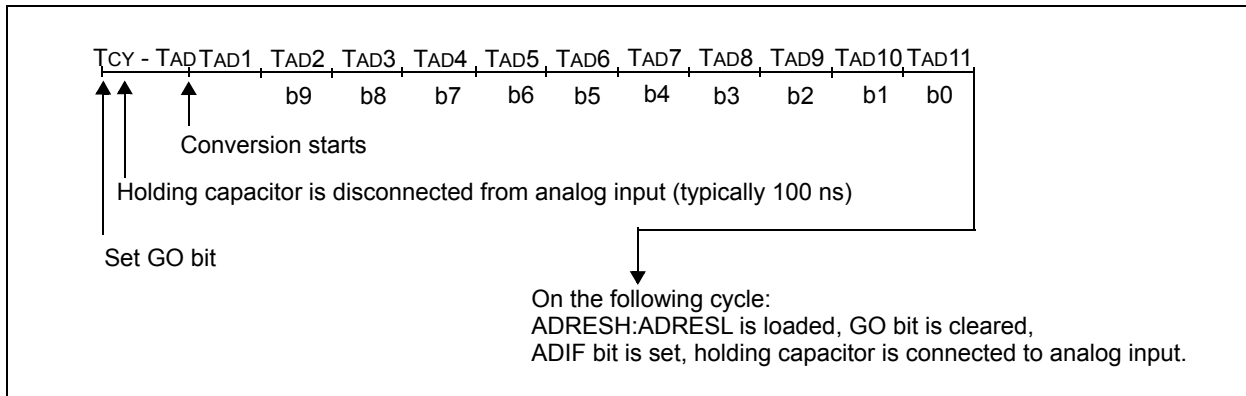 TCY - TAD TAD1 TAD2 TAD3 TAD4 TAD5 TAD6 TAD7 TAD8 TAD9 TAD10 TAD11
b9 b8 b7 b6 b5 b4 b3 b2 b1 b0
Conversion starts
Holding capacitor is disconnected from analog input (typically 100 ns)
Set GO bit
On the following cycle:
ADRESH:ADRESL is loaded, GO bit is cleared,
ADIF bit is set, holding capacitor is connected to analog input.